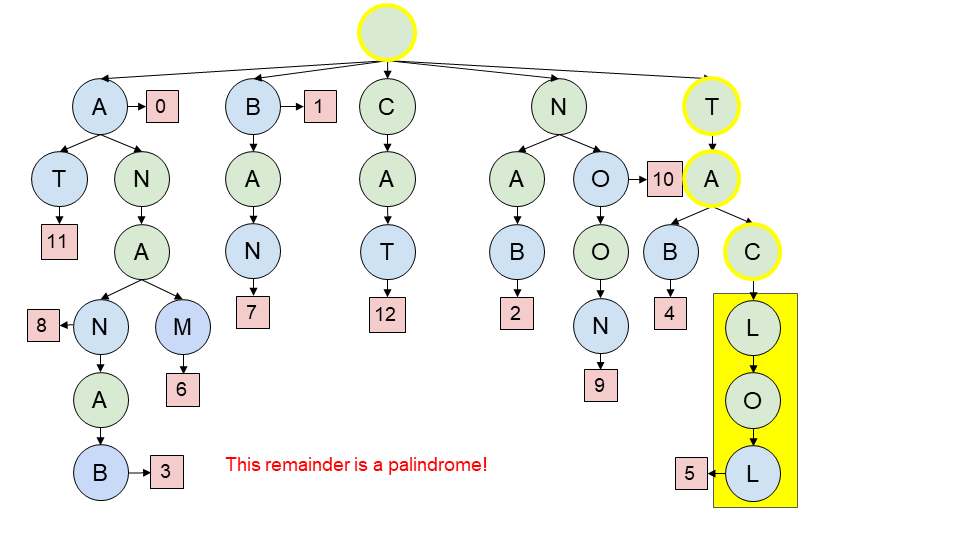 A 0 B 1 C N T
T N A A A O 10 A
11 A N T B O B C
8 N M 7 12 2 N 4 L
A 6 9 O
B 3 This remainder is a palindrome! 5 L